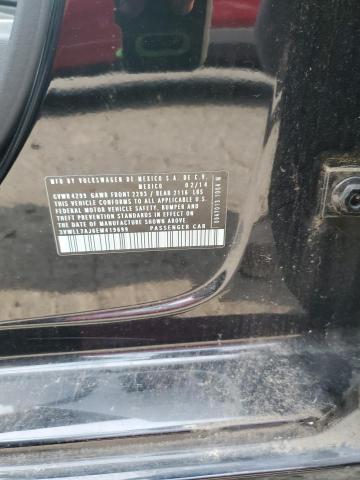 MFD. BY VOLKSWAGEN DE MEXICO S.A. DE C.V.
MEXICO 02/14
GVWR 4299 GAWR FRONT 2293 / REAR 2116 LBS
THIS VEHICLE CONFORMS TO ALL APPLICABLE U.S.
FEDERAL MOTOR VEHICLE SAFETY, BUMPER AND
THEFT PREVENTION STANDARDS IN EFFECT ON THE
DATE OF MANUFACTURE SHOWN ABOVE.
3VWLL7AJ6EM419699 PASSENGER CAR